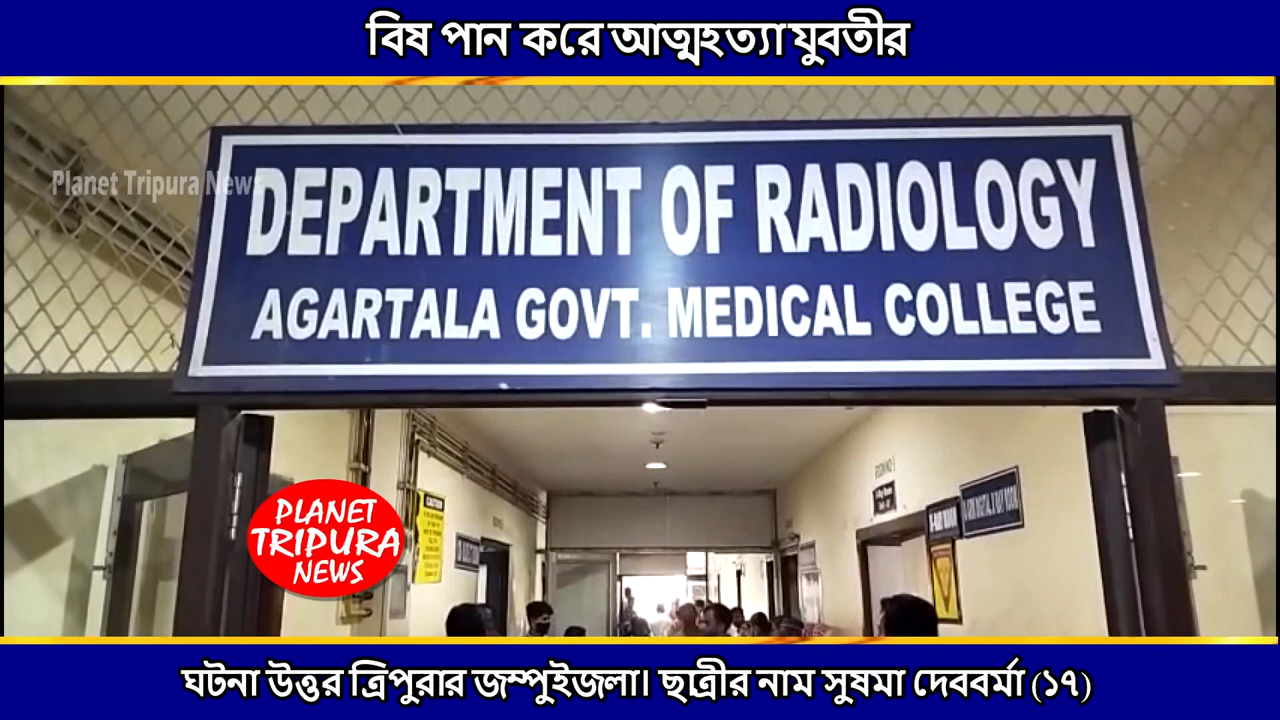 বিষ পান করে আত্মহত্যা যুবতীর
Planet Tripura News
DEPARTMENT OF RADIOLOGY
AGARTALA GOVT. MEDICAL COLLEGE
PLANET
TRIPURA
NEWS
CAUTION
ঘটনা উত্তর ত্রিপুরার জম্পুইজলা। ছাত্রীর নাম সুষমা দেববর্মা (১৭)